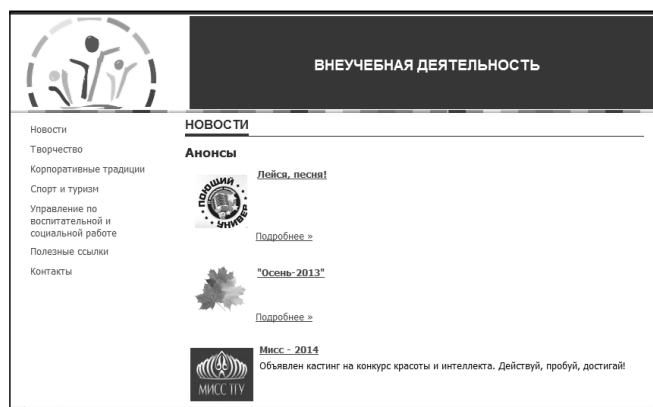 ВНЕУЧЕБНАЯ ДЕЯТЕЛЬНОСТЬ
Новости
Творчество
Корпоративные традиции
Спорт и туризм
Управление по
воспитательной и
социальной работе
Полезные ссылки
Контакты
НОВОСТИ
Анонсы
Лейся, песня!
ПОЮЩИЙ
УНИВЕР
Подробнее »
"Осень-2013"
Подробнее »
Мисс - 2014
Объявлен кастинг на конкурс красоты и интеллекта. Действуй, пробуй, достигай!
МИСС ТГУ